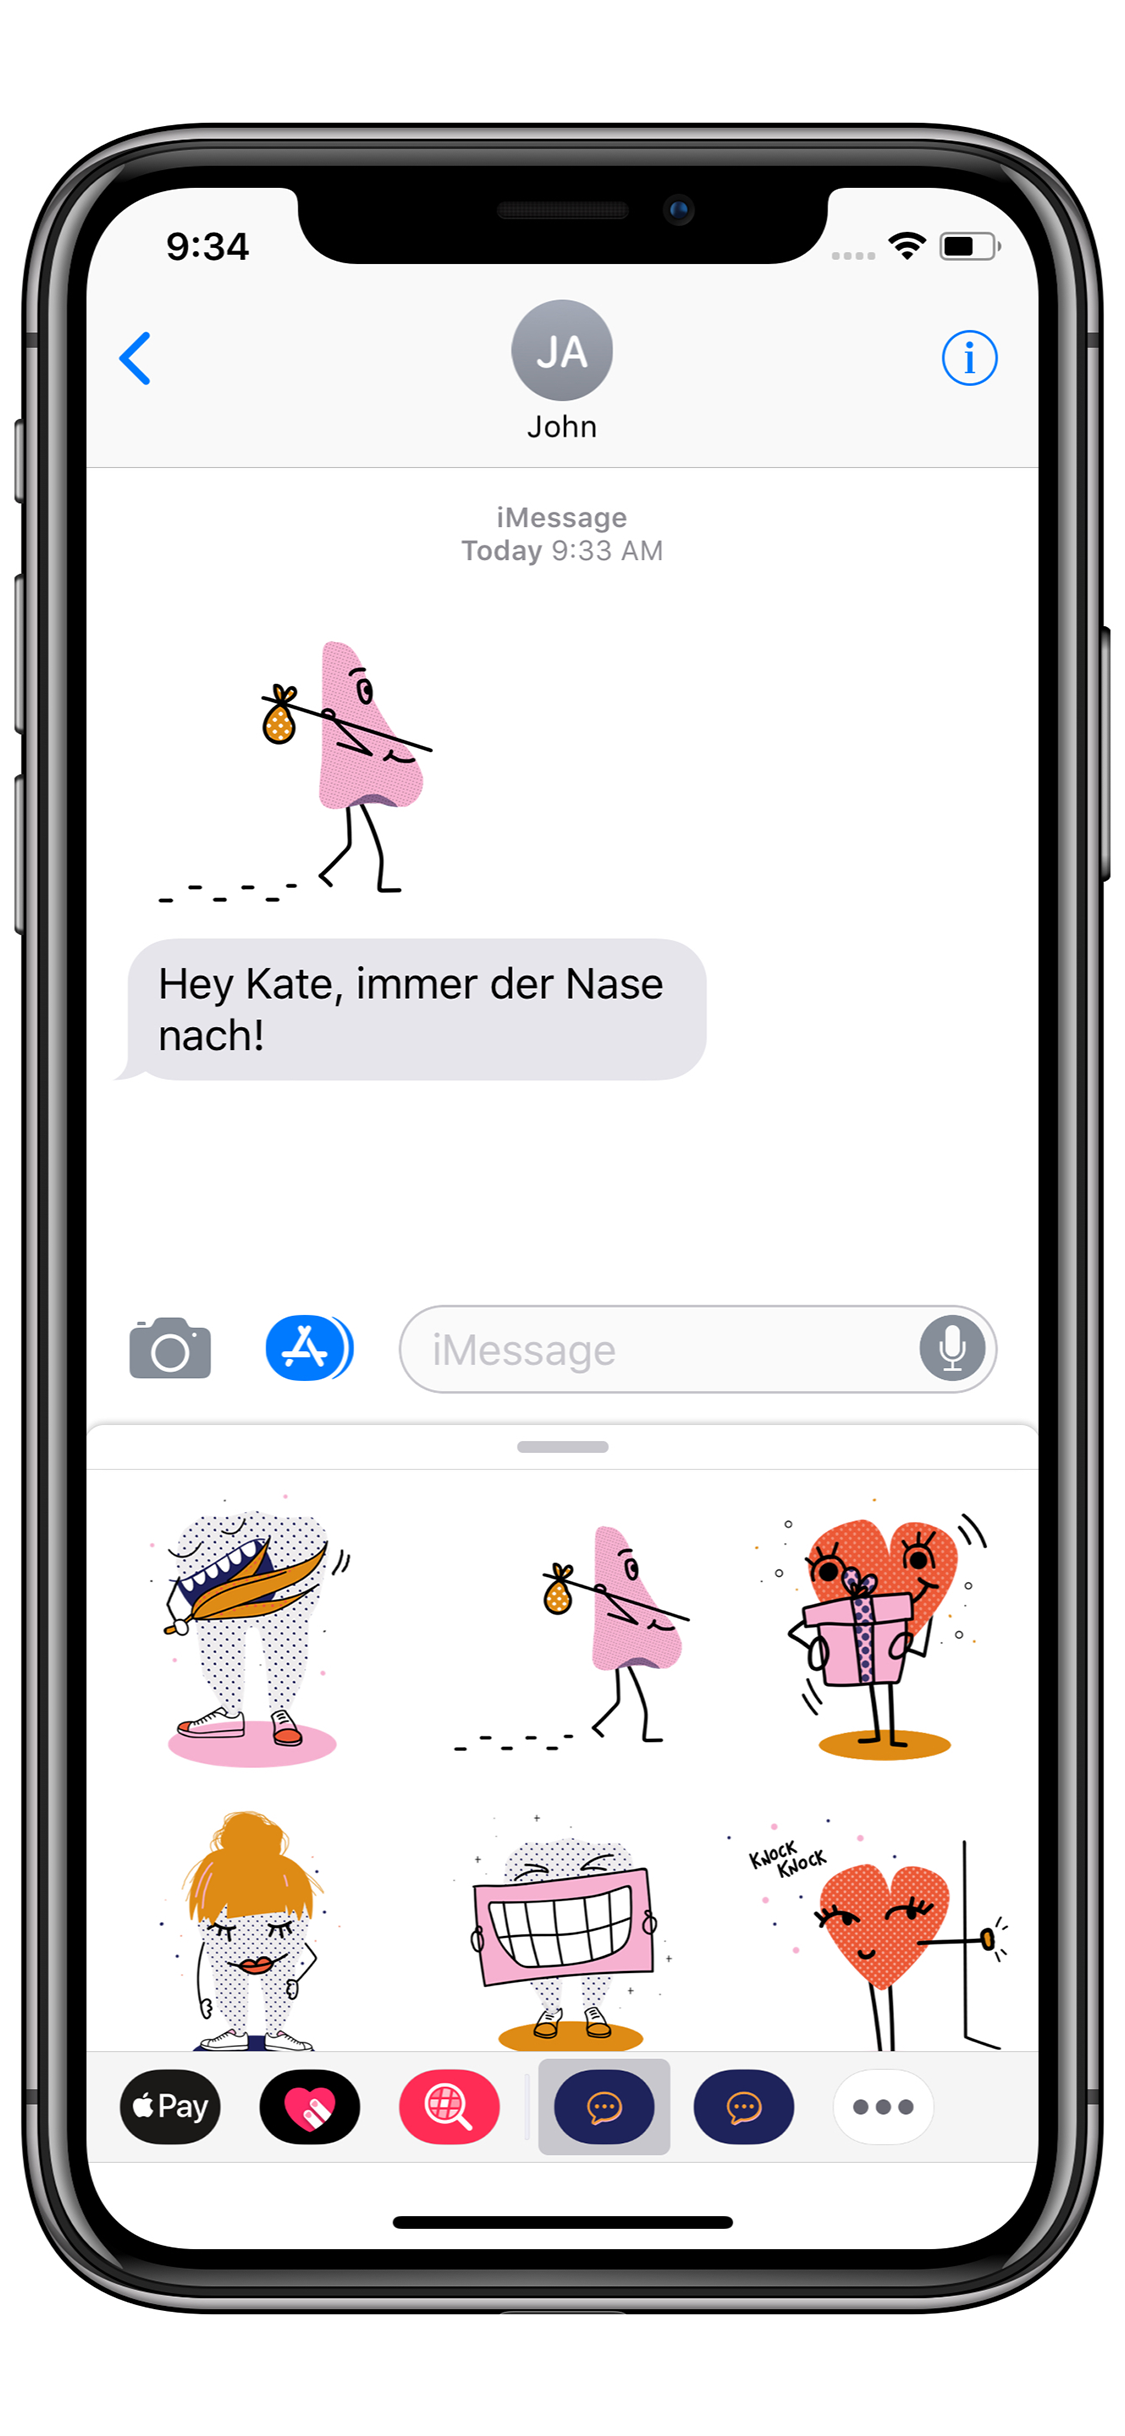 9:34
JA
John
iMessage
Today 9:33 AM
Hey Kate, immer der Nase
nach!
iMessage
KNOCK
KNOCK
Pay